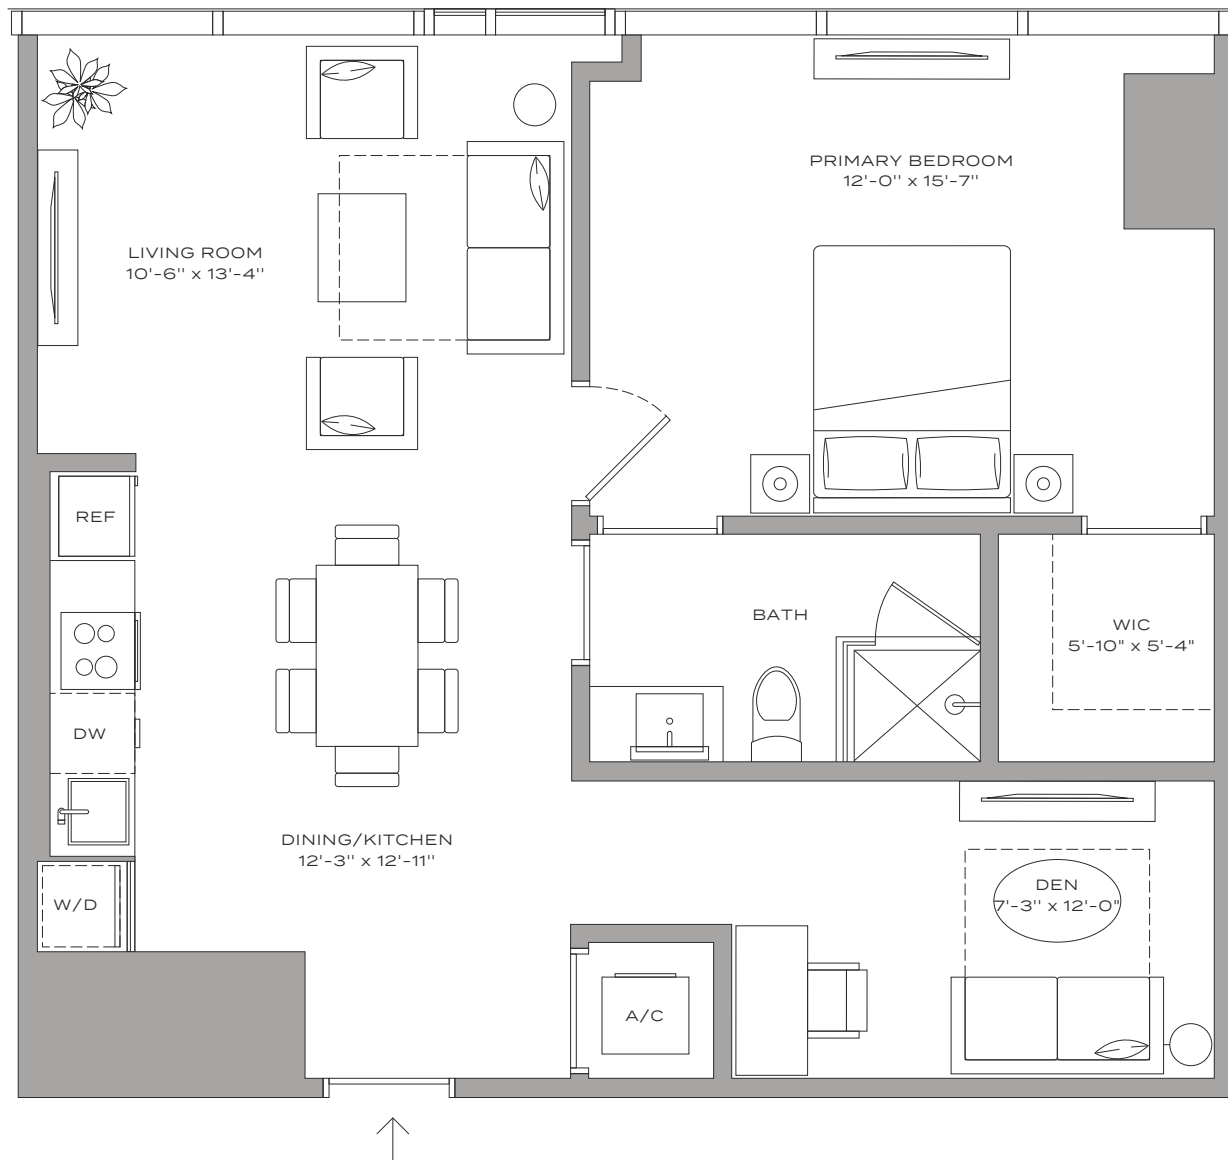 PRIMARY BEDROOM
12'-0'' x 15'-7''
LIVING ROOM
10'-6'' x 13'-4''
REF
BATH
WIC
5'-10" x 5'-4"
DW
DINING/KITCHEN
12'-3'' x 12'-11''
DEN
7'-3'' x 12'-0"
W/D
A/C